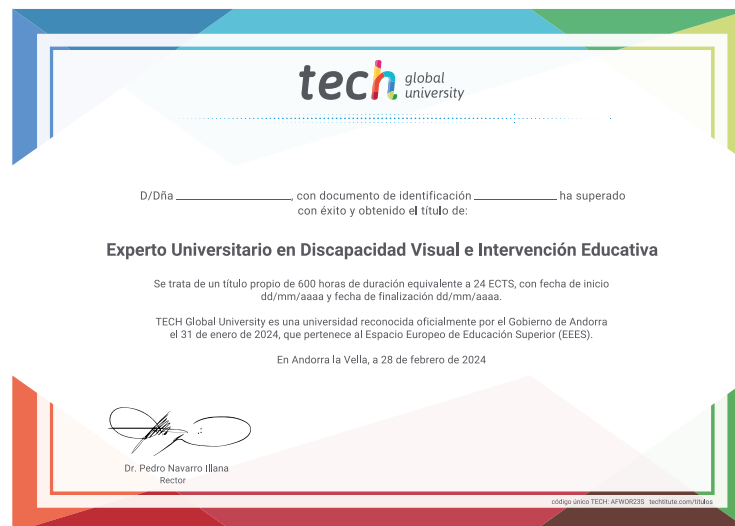 tech global university
D/Dña ____________________, con documento de identificación ______________ ha superado
con éxito y obtenido el título de:
Experto Universitario en Discapacidad Visual e Intervención Educativa
Se trata de un título propio de 600 horas de duración equivalente a 24 ECTS, con fecha de inicio
dd/mm/aaaa y fecha de finalización dd/mm/aaaa.
TECH Global University es una universidad reconocida oficialmente por el Gobierno de Andorra
el 31 de enero de 2024, que pertenece al Espacio Europeo de Educación Superior (EEES).
En Andorra la Vella, a 28 de febrero de 2024
Dr. Pedro Navarro Illana
Rector
código único TECH: AFWOR23S techtitute.com/titulos